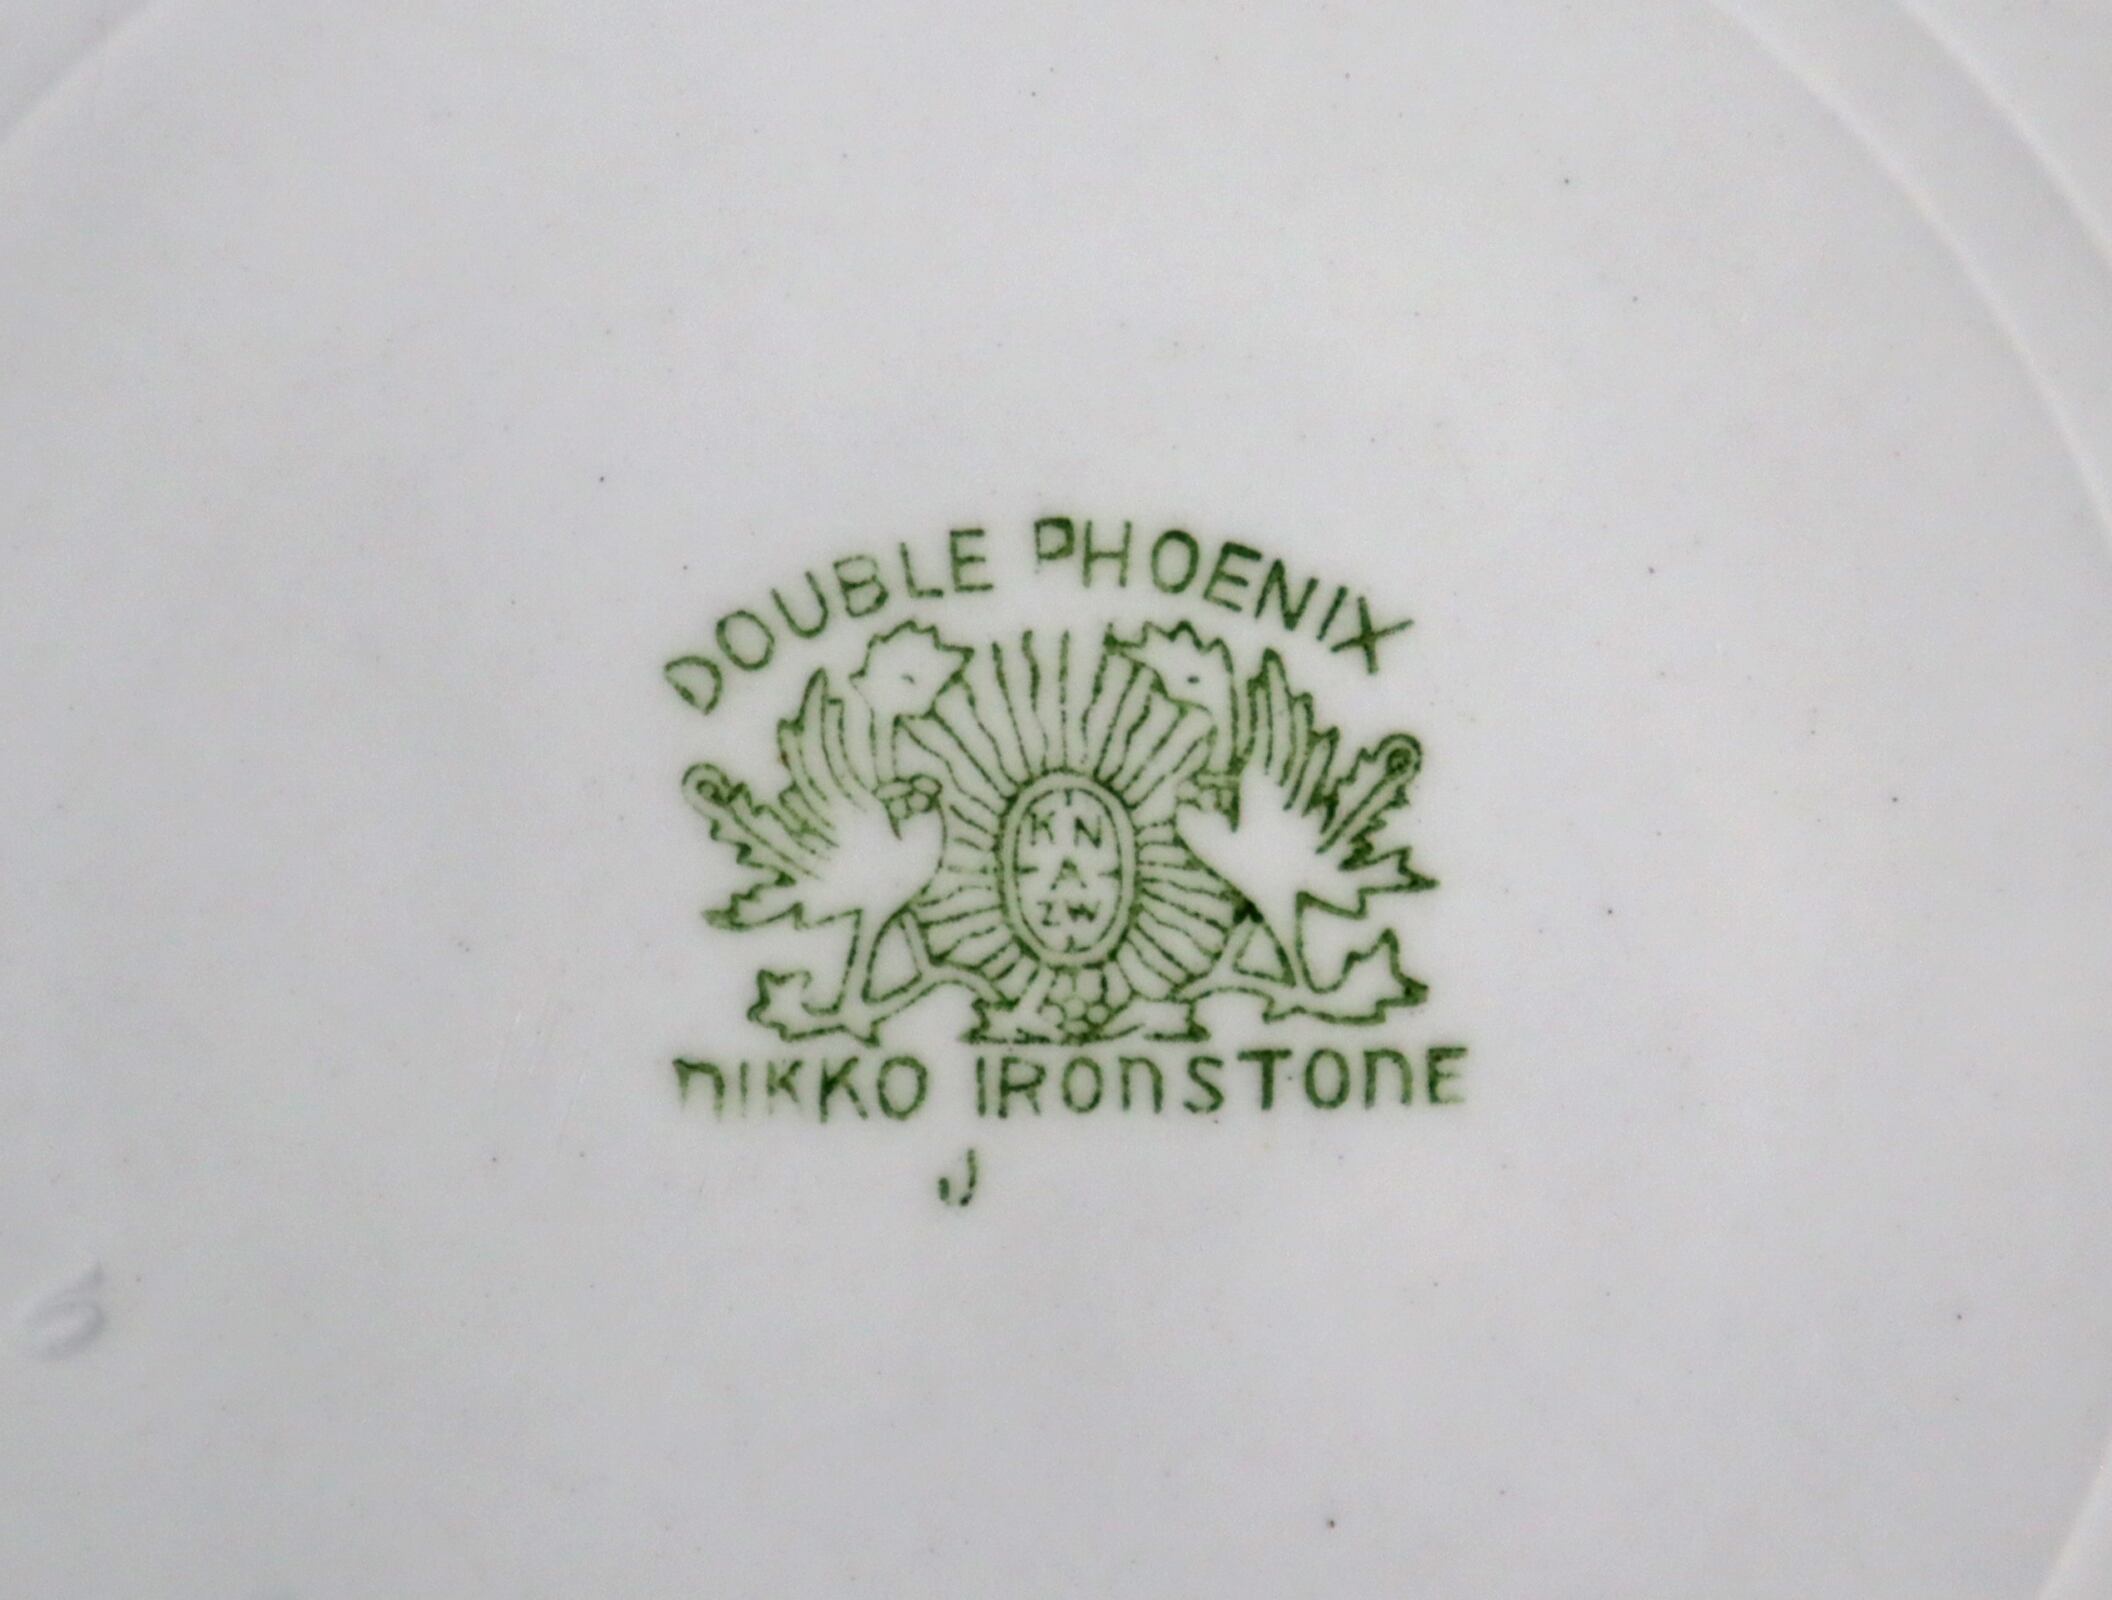 DOUBLE PHOENIX
K N
A
Z W
NIKKO IRONSTONE
J